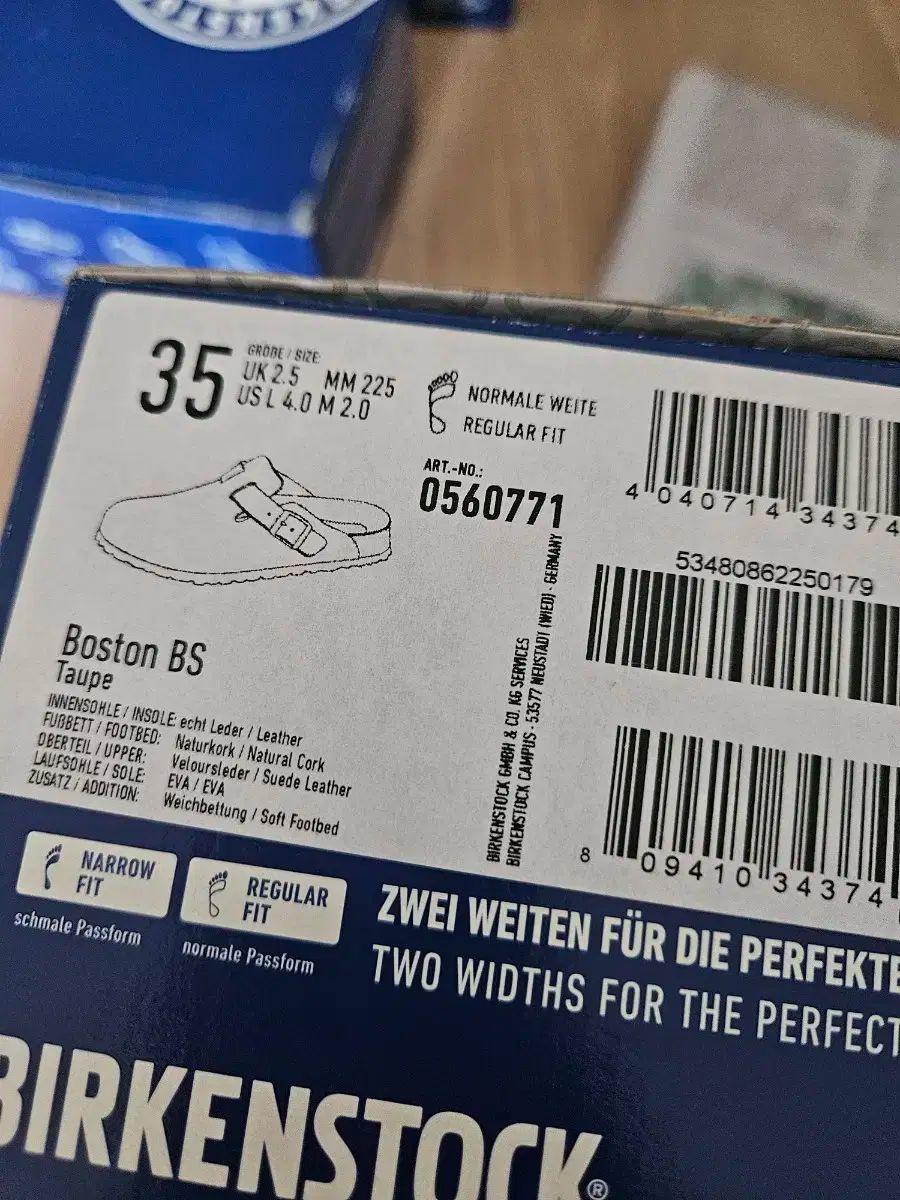 35
GRÖBE / SIZE:
UK 2.5 MM 225
US L 4.0 M 2.0
NORMALE WEITE
REGULAR FIT
ART.-NO.:
0560771
4 040714 34374
53480862250179
8 09410 34374
BIRKENSTOCK GMBH & CO. KG SERVICES
BIRKENSTOCK CAMPUS · 53577 NEUSTADT (WIED) · GERMANY
Boston BS
Taupe
INNENSOHLE / INSOLE: echt Leder / Leather
FUßBETT / FOOTBED: Naturkork / Natural Cork
OBERTEIL / UPPER: Veloursleder / Suede Leather
LAUFSOHLE / SOLE: EVA / EVA
ZUSATZ / ADDITION: Weichbettung / Soft Footbed
NARROW FIT
schmale Passform
REGULAR FIT
normale Passform
ZWEI WEITEN FÜR DIE PERFEKTE
TWO WIDTHS FOR THE PERFECT
BIRKENSTOCK®